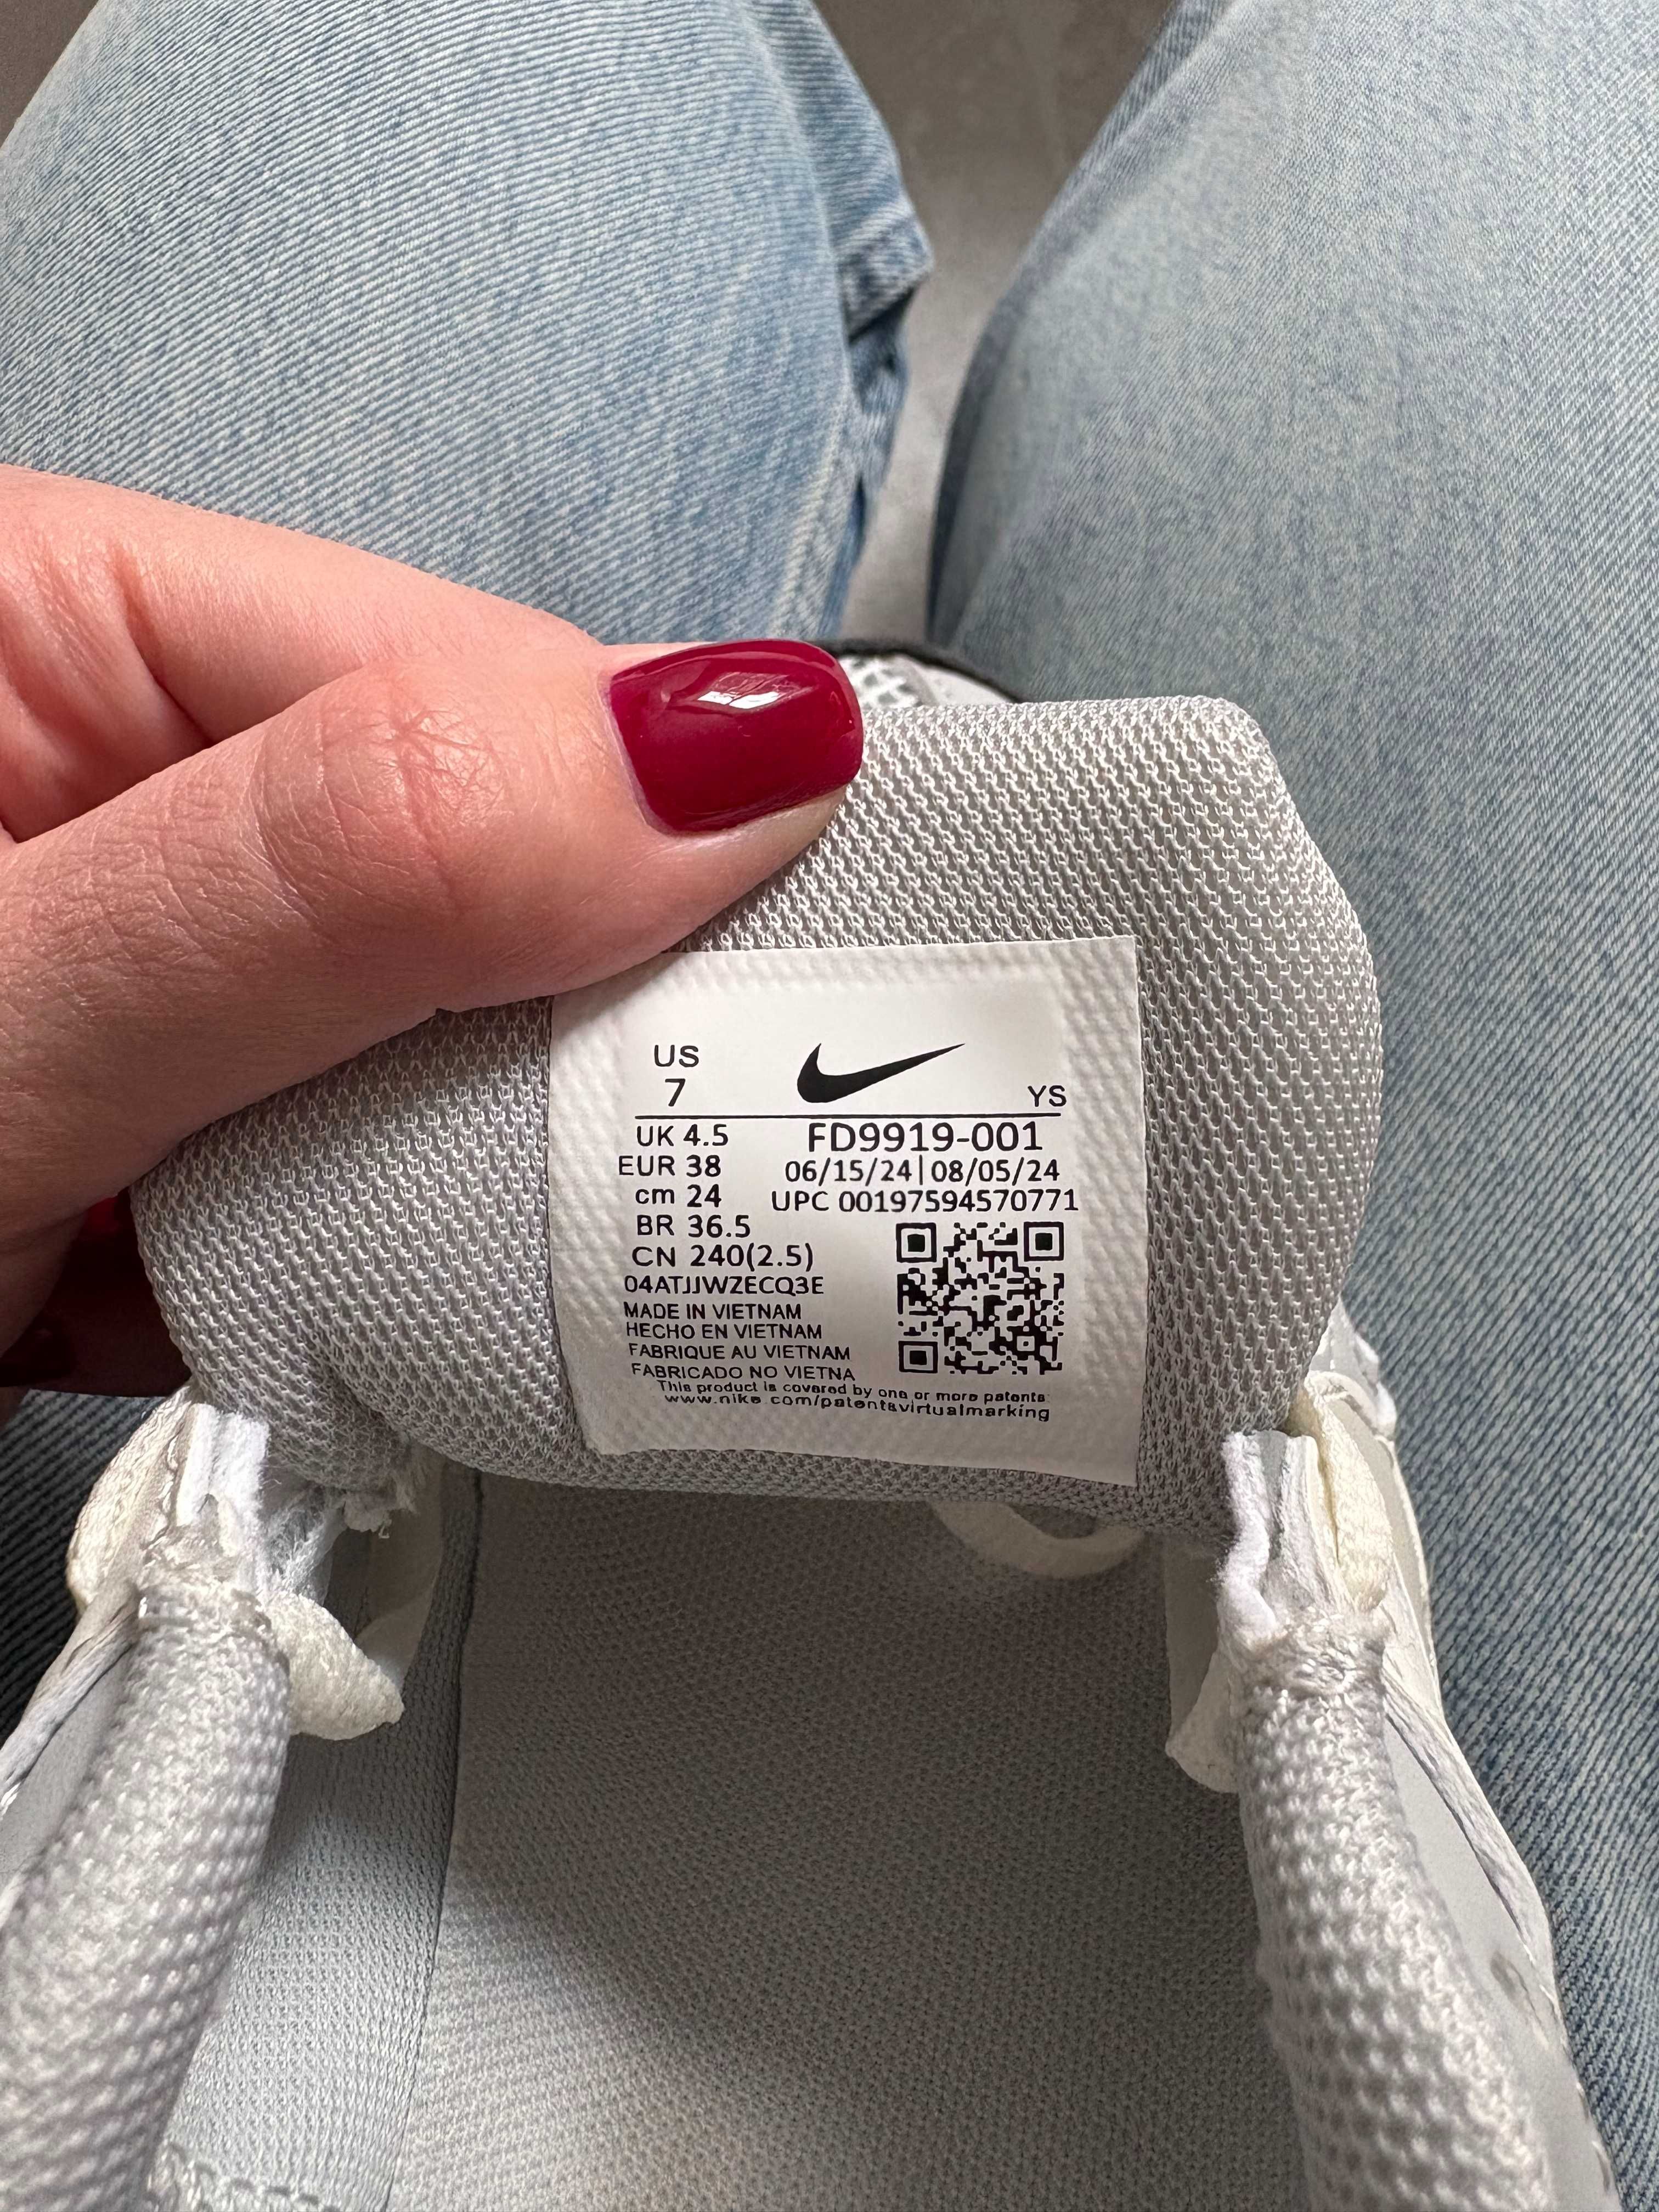 US
7
YS
UK 4.5
FD9919-001
EUR 38
06/15/24|08/05/24
cm 24
UPC 00197594570771
BR 36.5
CN 240(2.5)
04ATJJWZECQ3E
MADE IN VIETNAM
HECHO EN VIETNAM
FABRIQUE AU VIETNAM
FABRICADO NO VIETNA
This product is covered by one or more patents:
www.nike.com/patentsvirtualmarking